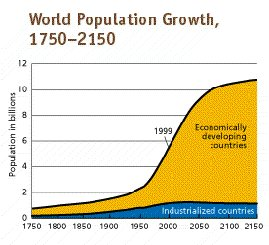 World Population Growth,
1750–2150
Population in billions
12
10
8
6
4
2
0
1999
Economically
developing
countries
Industrialized countries
1750 1800 1850 1900 1950 2000 2050 2100 2150